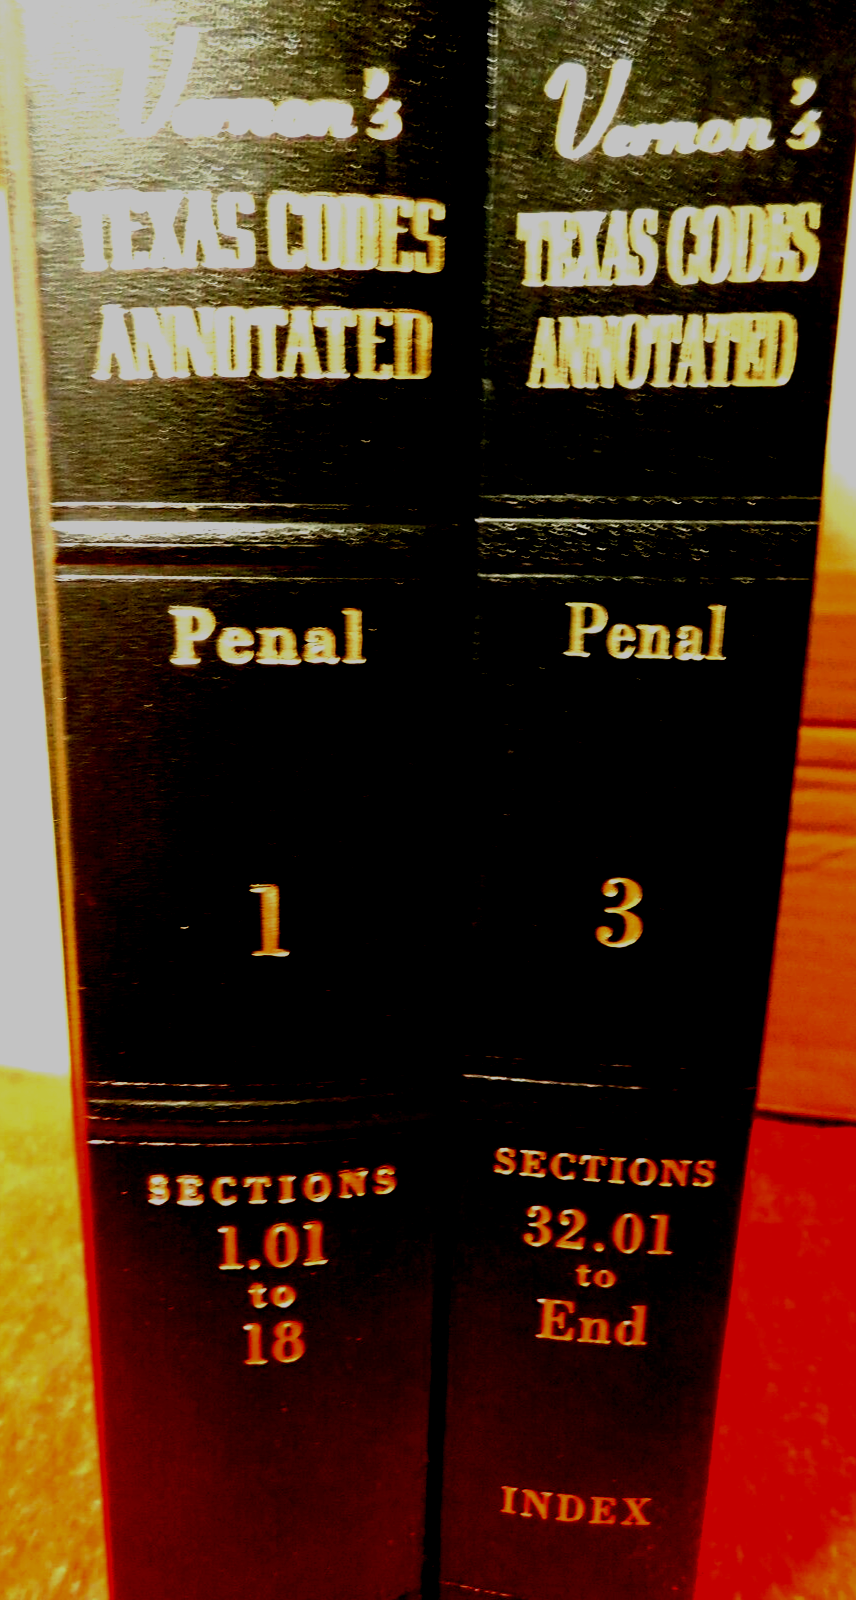 Vernon's
TEXAS CODES
ANNOTATED
Penal
1
SECTIONS
1.01
to
18
Vernon's
TEXAS CODES
ANNOTATED
Penal
3
SECTIONS
32.01
to
End
INDEX